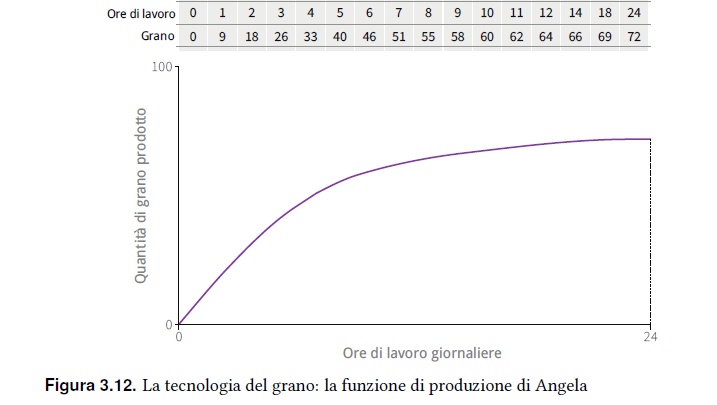 Ore di lavoro 0 1 2 3 4 5 6 7 8 9 10 11 12 14 18 24
Grano 0 9 18 26 33 40 46 51 55 58 60 62 64 66 69 72
100
Quantità di grano prodotto
0
0 24
Ore di lavoro giornaliere
Figura 3.12. La tecnologia del grano: la funzione di produzione di Angela